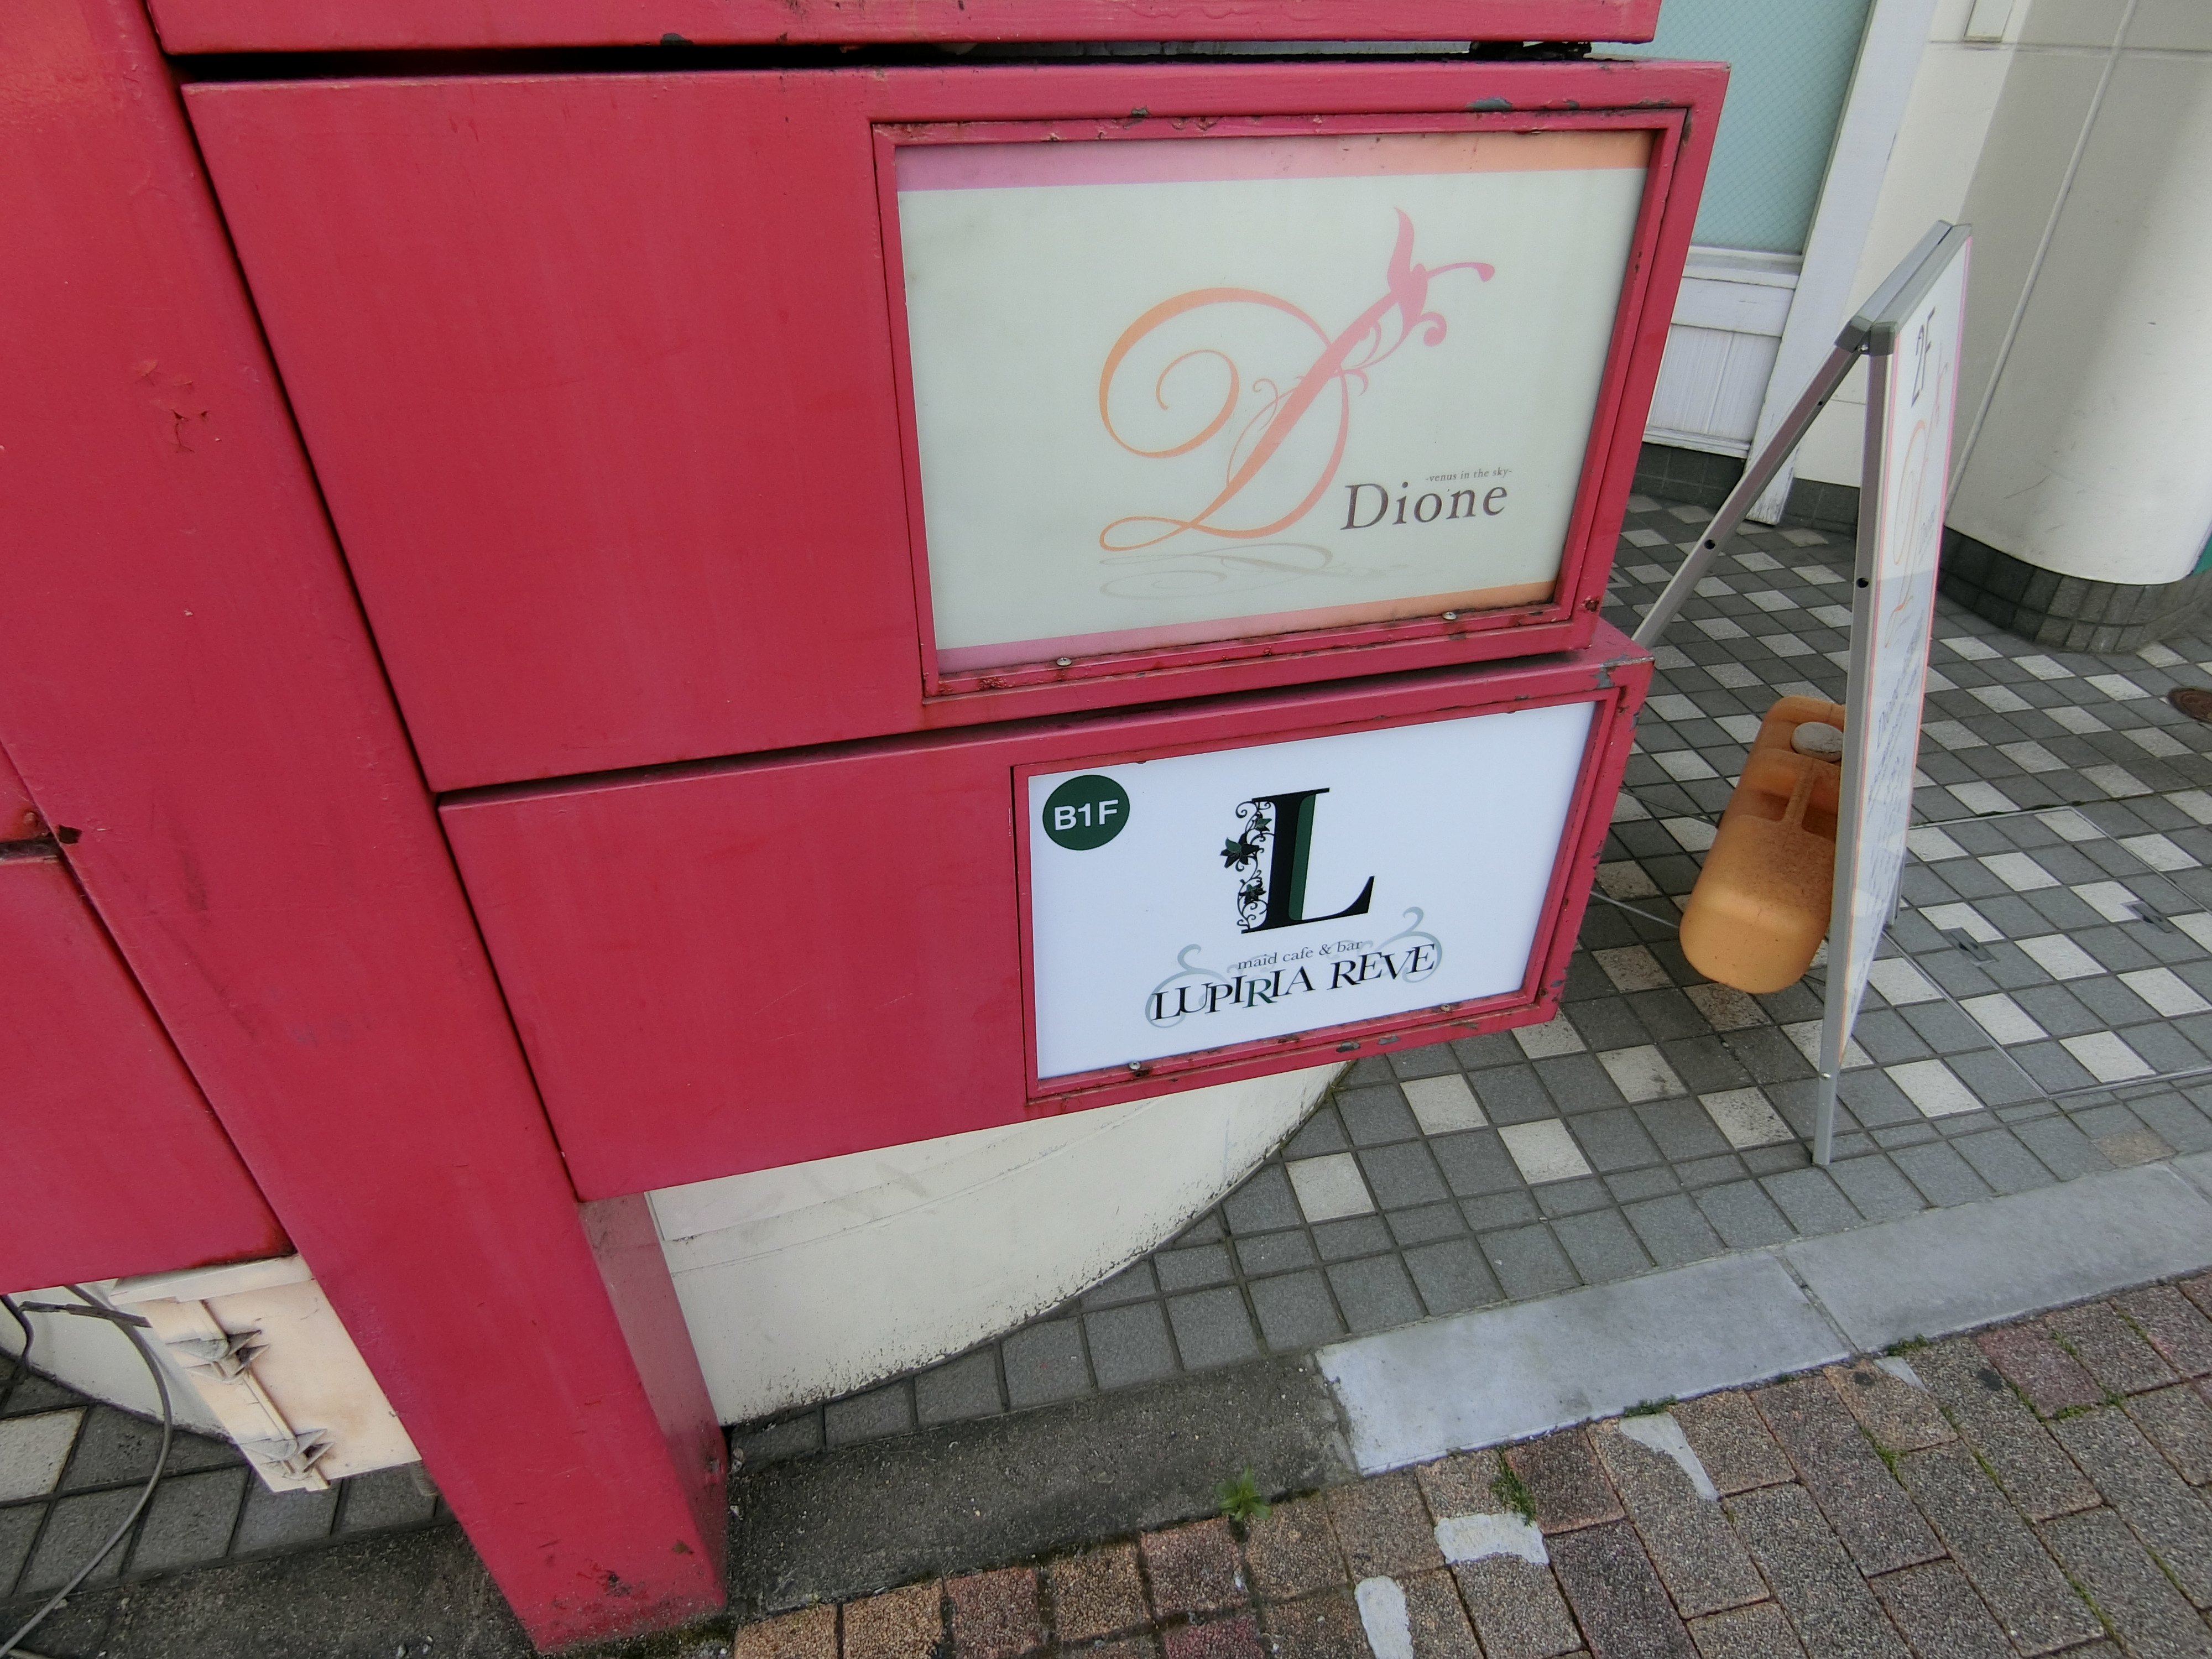 D
-venus in the sky-
Dione
B1F
L
maid cafe & bar
LUPIRIA REVE
2F